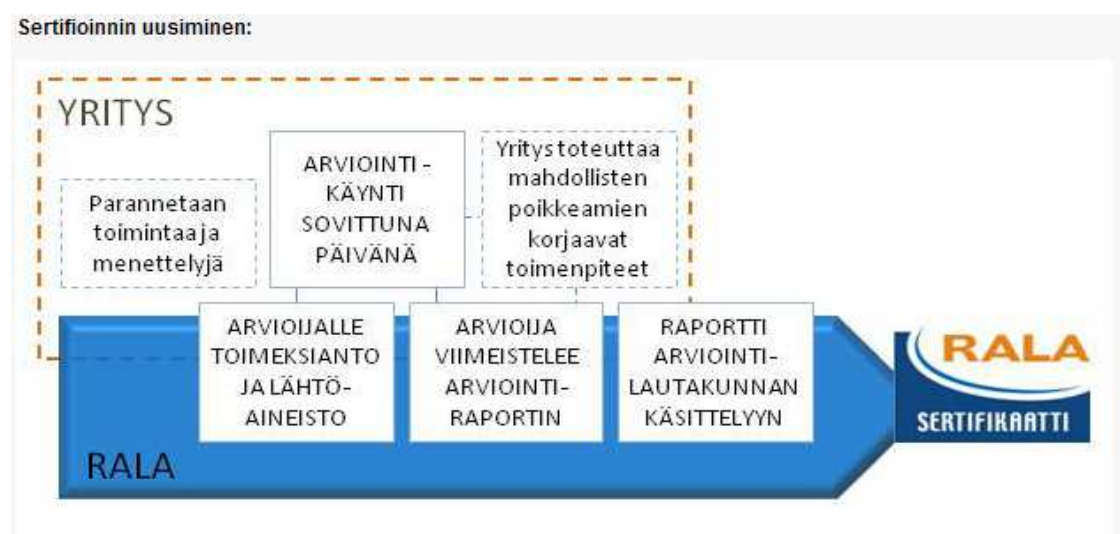 Sertifioinnin uusiminen:
YRITYS
Parannetaan
toimintaa ja
menettelyjä
ARVIOINTI -
KÄYNTI
SOVITTUNA
PÄIVÄNÄ
Yritys toteuttaa
mahdollisten
poikkeamien
korjaavat
toimenpiteet
ARVIOIJALLE
TOIMEKSIANTO
JA LÄHTÖ-
AINEISTO
ARVIOIJA
VIIMEISTELEE
ARVIOINTI-
RAPORTIN
RAPORTTI
ARVIOINTI-
LAUTAKUNNAN
KÄSITTELYYN
RALA
RALA
SERTIFIKAATTI